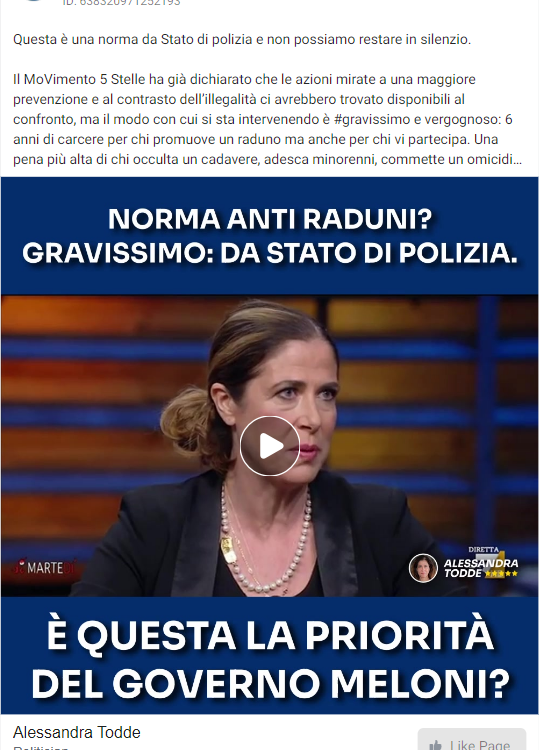 ID: 638320971252193
Questa è una norma da Stato di polizia e non possiamo restare in silenzio.
Il MoVimento 5 Stelle ha già dichiarato che le azioni mirate a una maggiore
prevenzione e al contrasto dell'illegalità ci avrebbero trovato disponibili al
confronto, ma il modo con cui si sta intervenendo è #gravissimo e vergognoso: 6
anni di carcere per chi promuove un raduno ma anche per chi vi partecipa. Una
pena più alta di chi occulta un cadavere, adesca minorenni, commette un omicidi...
NORMA ANTI RADUNI?
GRAVISSIMO: DA STATO DI POLIZIA.
MARTE
DIRETTA
ALESSANDRA
TODDE
È QUESTA LA PRIORITÀ
DEL GOVERNO MELONI?
Alessandra Todde
Politician
Like Page